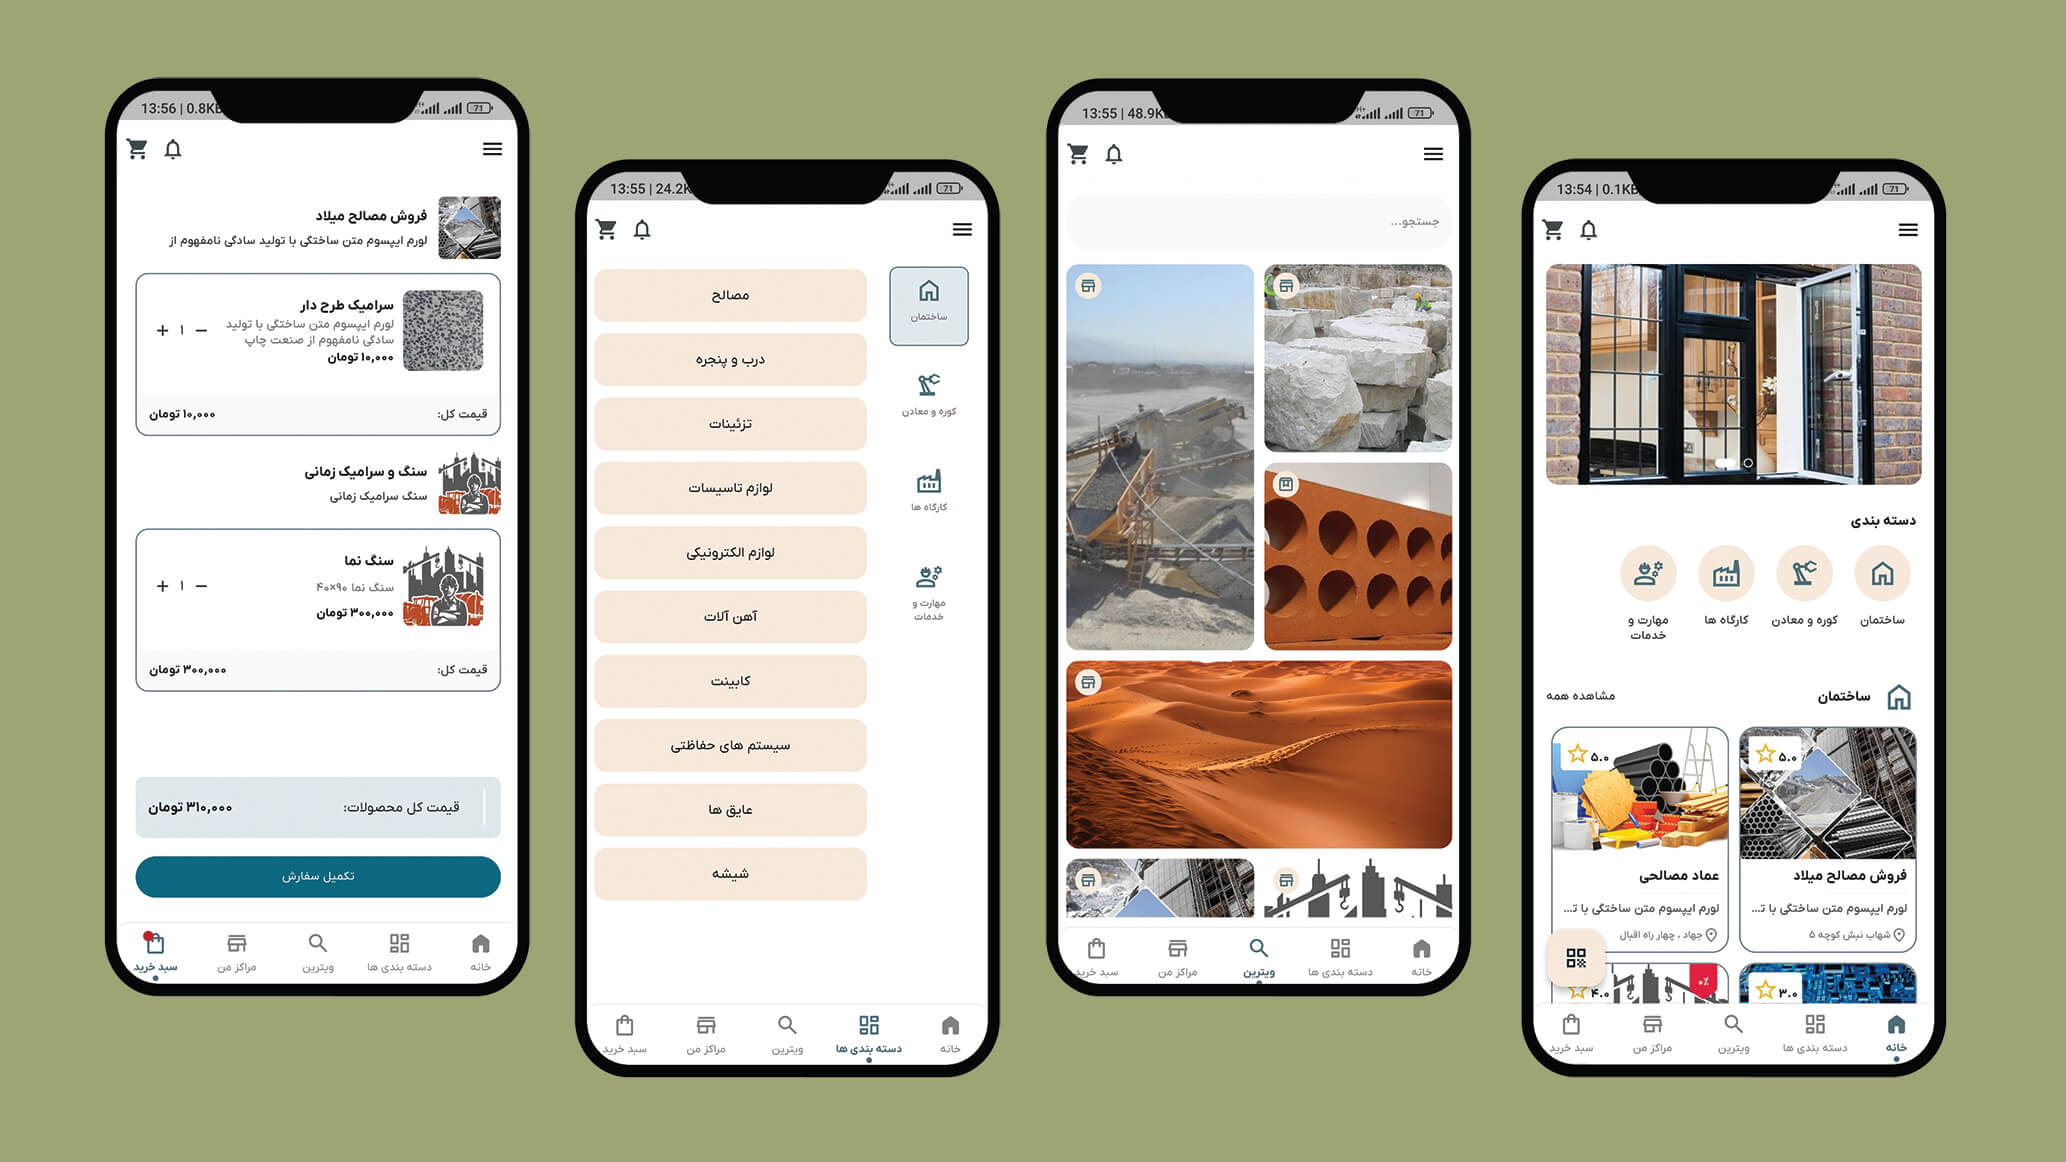 13:56 | 0.8KB
71
فروش مصالح میلاد
لورم ایپسوم متن ساختگی با تولید سادگی نامفهوم از
سرامیک طرح دار
لورم ایپسوم متن ساختگی با تولید
سادگی نامفهوم از صنعت چاپ
۱۰,۰۰۰ تومان
+ ۱ −
قیمت کل:
۱۰,۰۰۰ تومان
سنگ و سرامیک زمانی
سنگ سرامیک زمانی
سنگ نما
سنگ نما ۹۰×۴۰
۳۰۰,۰۰۰ تومان
+ ۱ −
قیمت کل:
۳۰۰,۰۰۰ تومان
قیمت کل محصولات:
۳۱۰,۰۰۰ تومان
تکمیل سفارش
خانه
دسته بندی ها
ویترین
مراکز من
سبد خرید
13:55 | 24.2K
71
ساختمان
کوره و معادن
کارگاه ها
مهارت و
خدمات
مصالح
درب و پنجره
تزئینات
لوازم تاسیسات
لوازم الکترونیکی
آهن آلات
کابینت
سیستم های حفاظتی
عایق ها
شیشه
خانه
دسته بندی ها
ویترین
مراکز من
سبد خرید
13:55 | 48.9K
71
جستجو...
خانه
دسته بندی ها
ویترین
مراکز من
سبد خرید
13:54 | 0.1KB
71
دسته بندی
ساختمان
کوره و معادن
کارگاه ها
مهارت و
خدمات
ساختمان
مشاهده همه
۵.۰
فروش مصالح میلاد
لورم ایپسوم متن ساختگی با ت...
شهاب نبش کوچه ۵
۵.۰
عماد مصالحی
لورم ایپسوم متن ساختگی با ت...
جهاد ، چهار راه اقبال
۳.۰
۴.۰
۰٪
خانه
دسته بندی ها
ویترین
مراکز من
سبد خرید